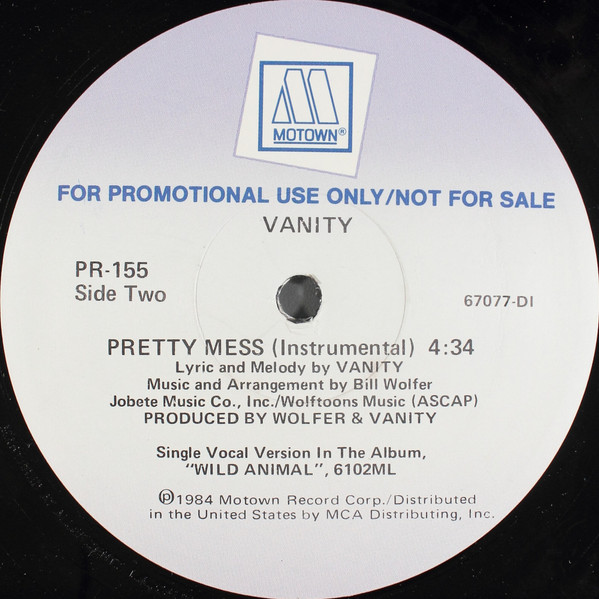 MOTOWN®
FOR PROMOTIONAL USE ONLY/NOT FOR SALE
VANITY
PR-155
Side Two
67077-DI
PRETTY MESS (Instrumental) 4:34
Lyric and Melody by VANITY
Music and Arrangement by Bill Wolfer
Jobete Music Co., Inc./Wolftoons Music (ASCAP)
PRODUCED BY WOLFER & VANITY
Single Vocal Version In The Album,
"WILD ANIMAL", 6102ML
℗1984 Motown Record Corp./Distributed
in the United States by MCA Distributing, Inc.